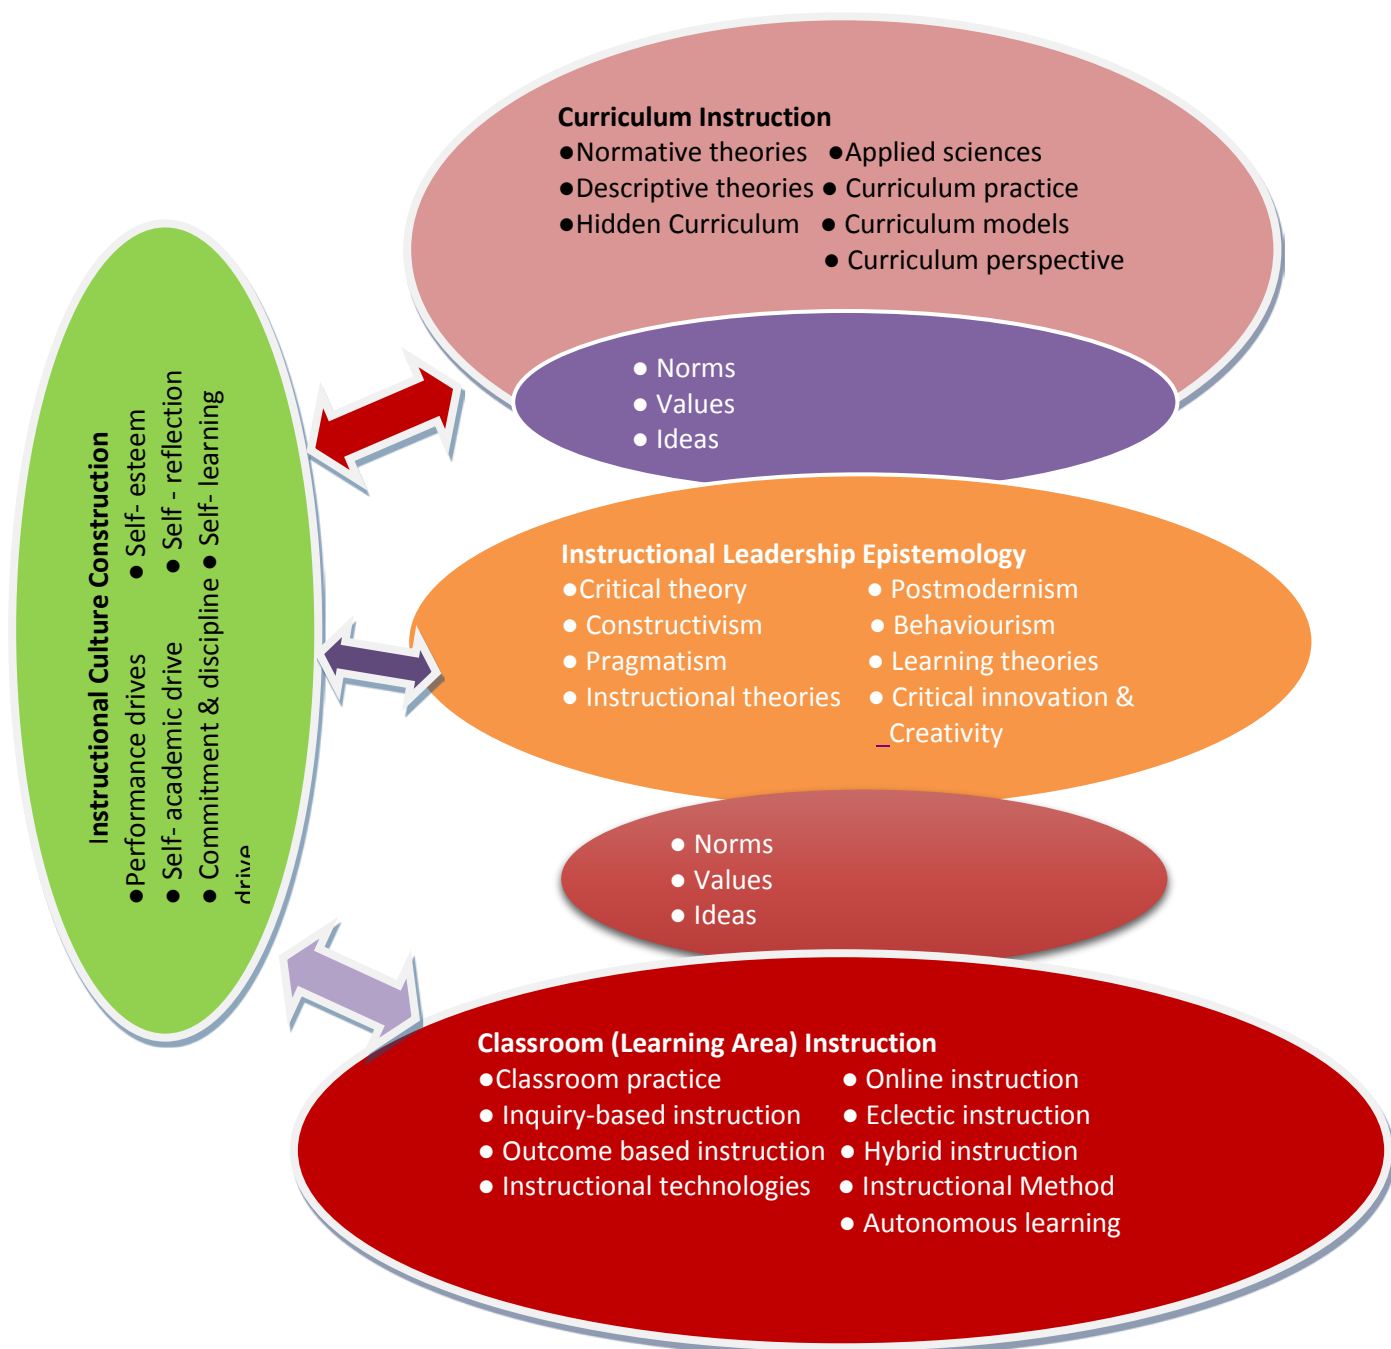 Curriculum Instruction
●Normative theories ●Applied sciences
●Descriptive theories ● Curriculum practice
●Hidden Curriculum ● Curriculum models
● Curriculum perspective
● Norms
● Values
● Ideas
Instructional Culture Construction
●Performance drives ● Self- esteem
● Self- academic drive ● Self - reflection
● Commitment & discipline ● Self- learning
drive
Instructional Leadership Epistemology
●Critical theory ● Postmodernism
● Constructivism ● Behaviourism
● Pragmatism ● Learning theories
● Instructional theories ● Critical innovation &
_Creativity
● Norms
● Values
● Ideas
Classroom (Learning Area) Instruction
●Classroom practice ● Online instruction
● Inquiry-based instruction ● Eclectic instruction
● Outcome based instruction ● Hybrid instruction
● Instructional technologies ● Instructional Method
● Autonomous learning